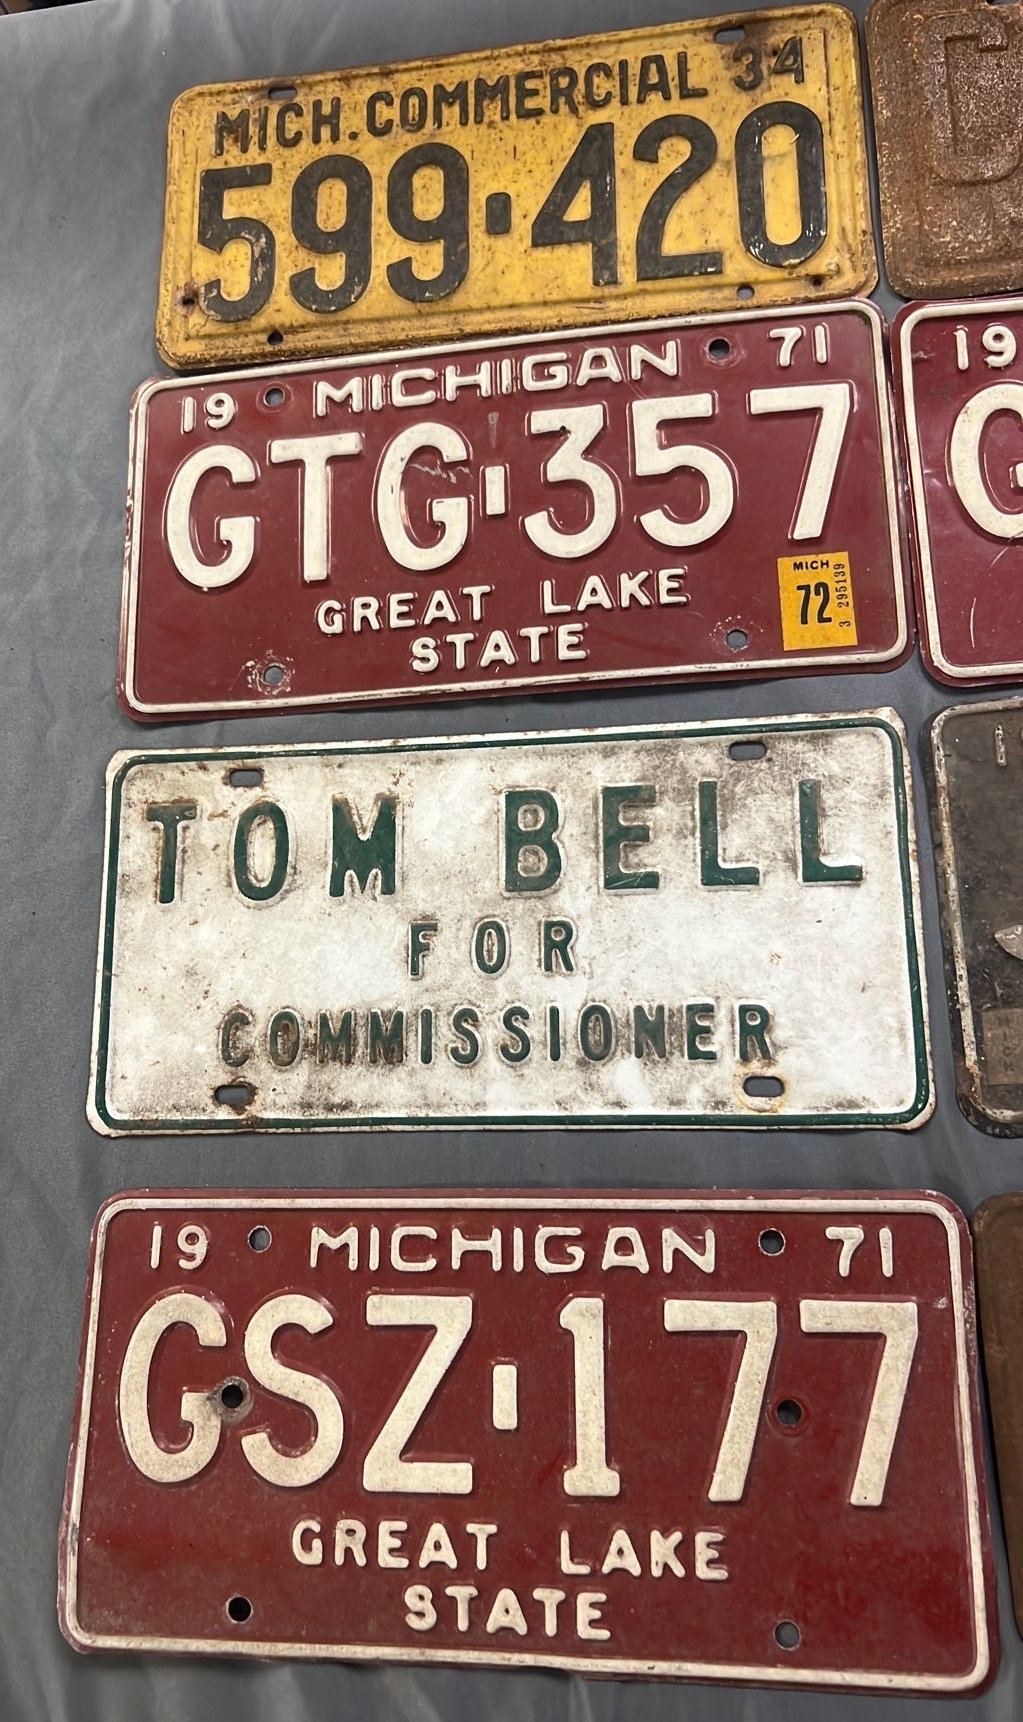 MICH. COMMERCIAL 34
599·420
19 MICHIGAN 71
GTG-357
GREAT LAKE
STATE
MICH
72
3 295139
19
G
TOM BELL
FOR
COMMISSIONER
19 MICHIGAN 71
GSZ-177
GREAT LAKE
STATE